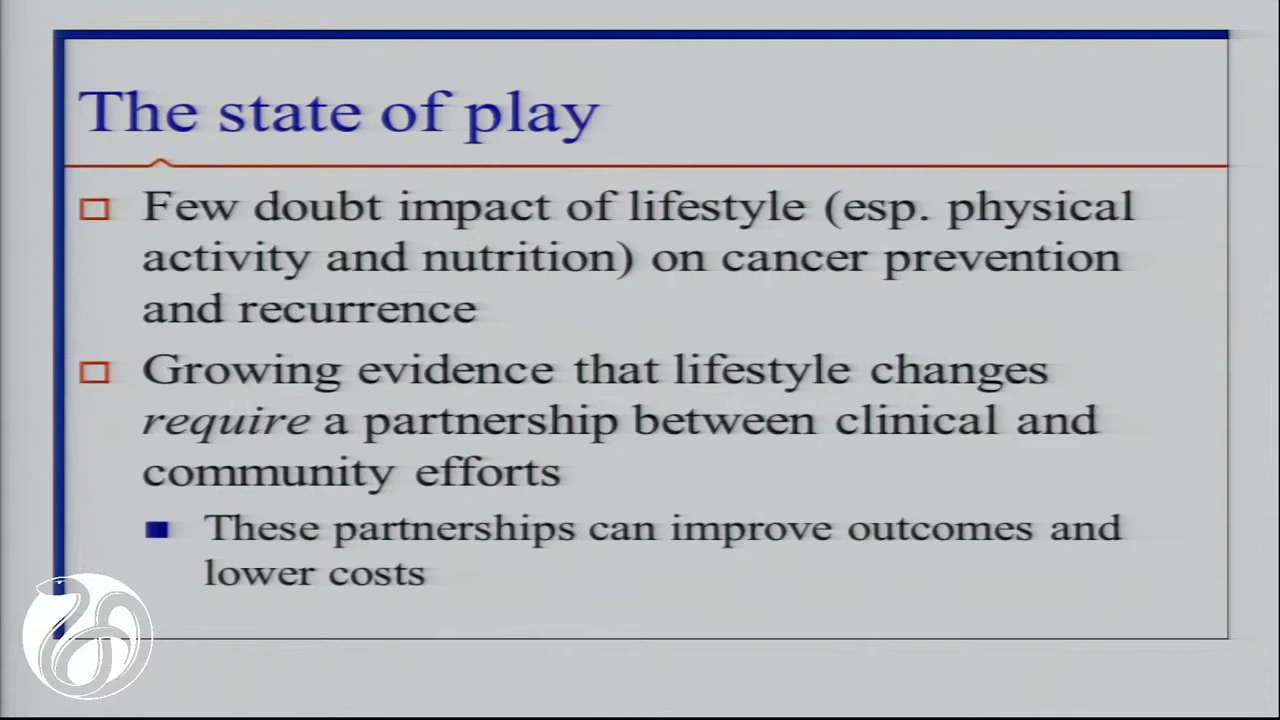 The state of play
Few doubt impact of lifestyle (esp. physical
activity and nutrition) on cancer prevention
and recurrence
Growing evidence that lifestyle changes
require a partnership between clinical and
community efforts
These partnerships can improve outcomes and
lower costs